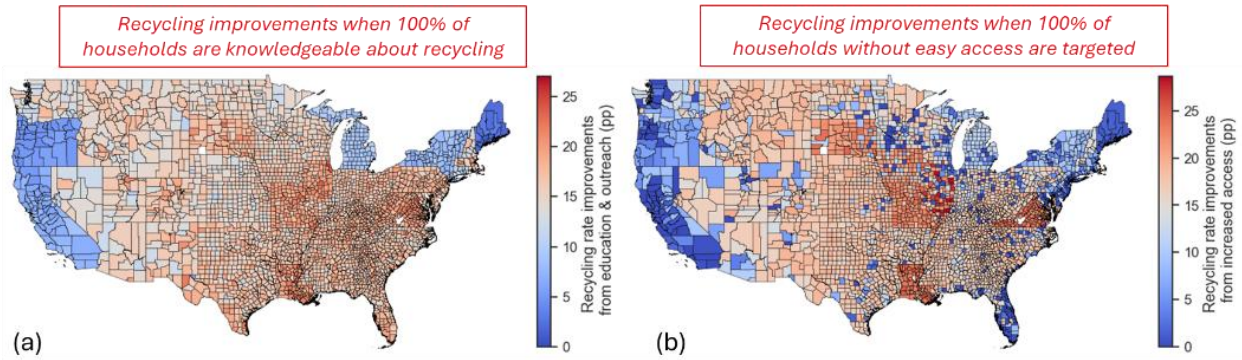 Recycling improvements when 100% of
households are knowledgeable about recycling
Recycling improvements when 100% of
households without easy access are targeted
25
20
15
10
5
0
Recycling rate improvements
from education & outreach (pp)
(a)
25
20
15
10
5
0
Recycling rate improvements
from increased access (pp)
(b)